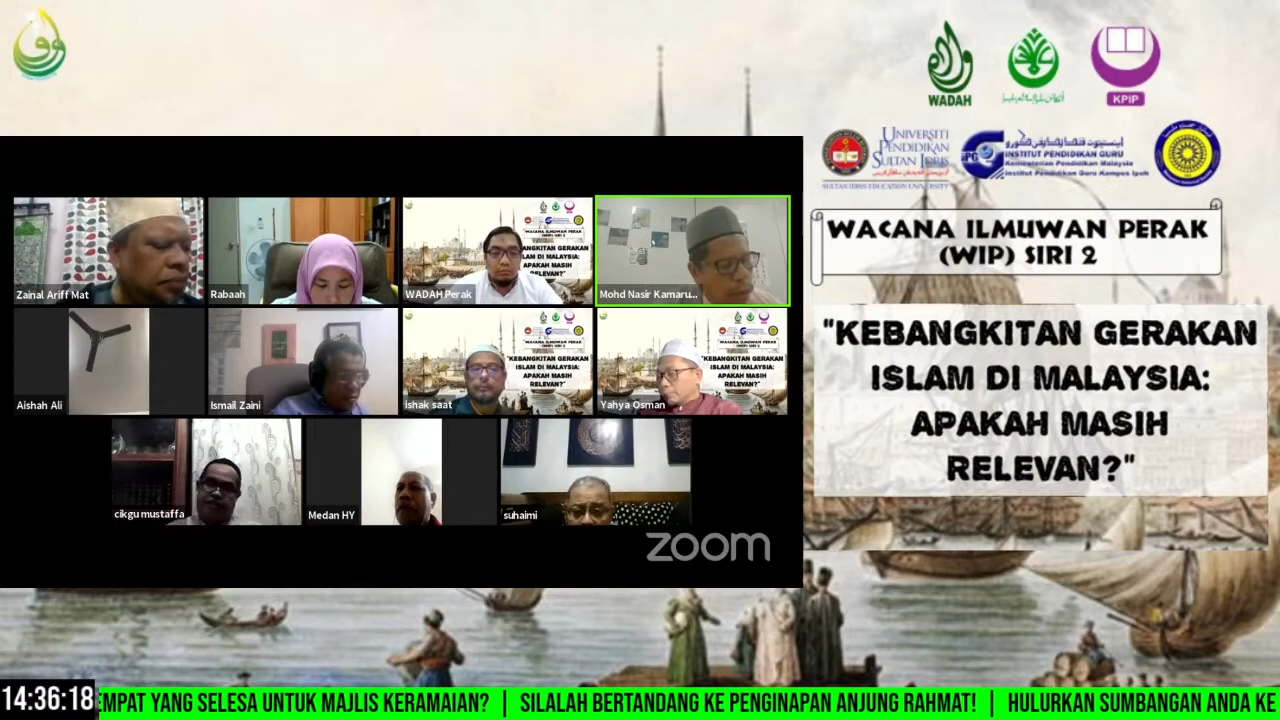 WADAH
KPIP
UNIVERSITI
PENDIDIKAN
SULTAN IDRIS
SULTAN IDRIS EDUCATION UNIVERSITY
INSTITUT PENDIDIKAN GURU
Kementerian Pendidikan Malaysia
Institut Pendidikan Guru Kampus Ipoh
WACANA ILMUWAN PERAK
(WIP) SIRI 2
"KEBANGKITAN GERAKAN
ISLAM DI MALAYSIA:
APAKAH MASIH
RELEVAN?"
Zainal Ariff Mat
Rabaah
WADAH Perak
Mohd Nasir Kamaru...
Aishah Ali
Ismail Zaini
ishak saat
Yahya Osman
cikgu mustaffa
Medan HY
suhaimi
zoom
14:36:18
EMPAT YANG SELESA UNTUK MAJLIS KERAMAIAN? | SILALAH BERTANDANG KE PENGINAPAN ANJUNG RAHMAT! | HULURKAN SUMBANGAN ANDA KE